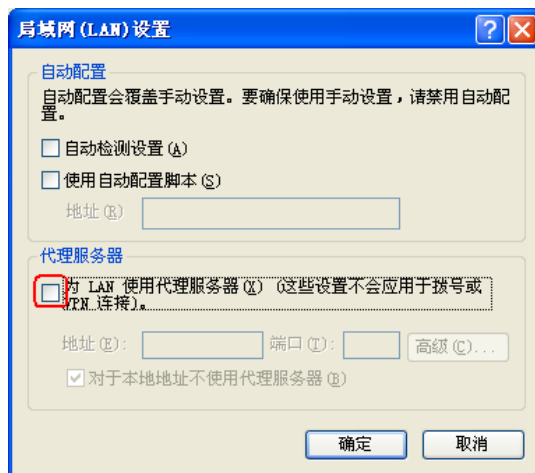 局域网(LAN)设置
自动配置
自动配置会覆盖手动设置。要确保使用手动设置，请禁用自动配
置。
自动检测设置(A)
使用自动配置脚本(S)
地址(R)
代理服务器
为 LAN 使用代理服务器(X) (这些设置不会应用于拨号或
VPN 连接)。
地址(E): 端口(T): 高级(C)...
对于本地地址不使用代理服务器(B)
确定 取消